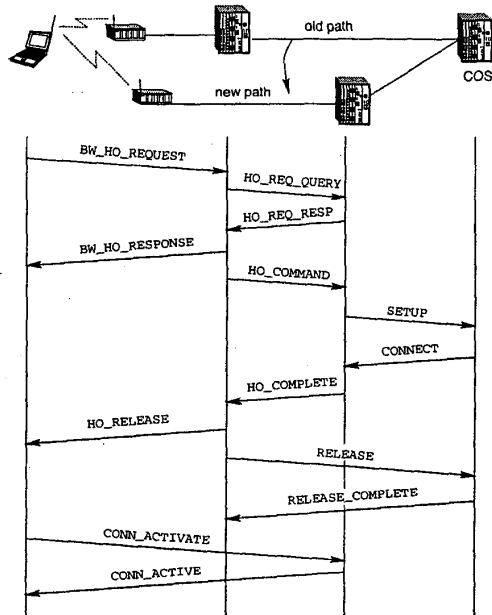 old path
COS
new path
BW_HO_REQUEST
HO_REQ_QUERY
HO_REQ_RESP
BW_HO_RESPONSE
HO_COMMAND
SETUP
CONNECT
HO_COMPLETE
HO_RELEASE
RELEASE
RELEASE_COMPLETE
CONN_ACTIVATE
CONN_ACTIVE